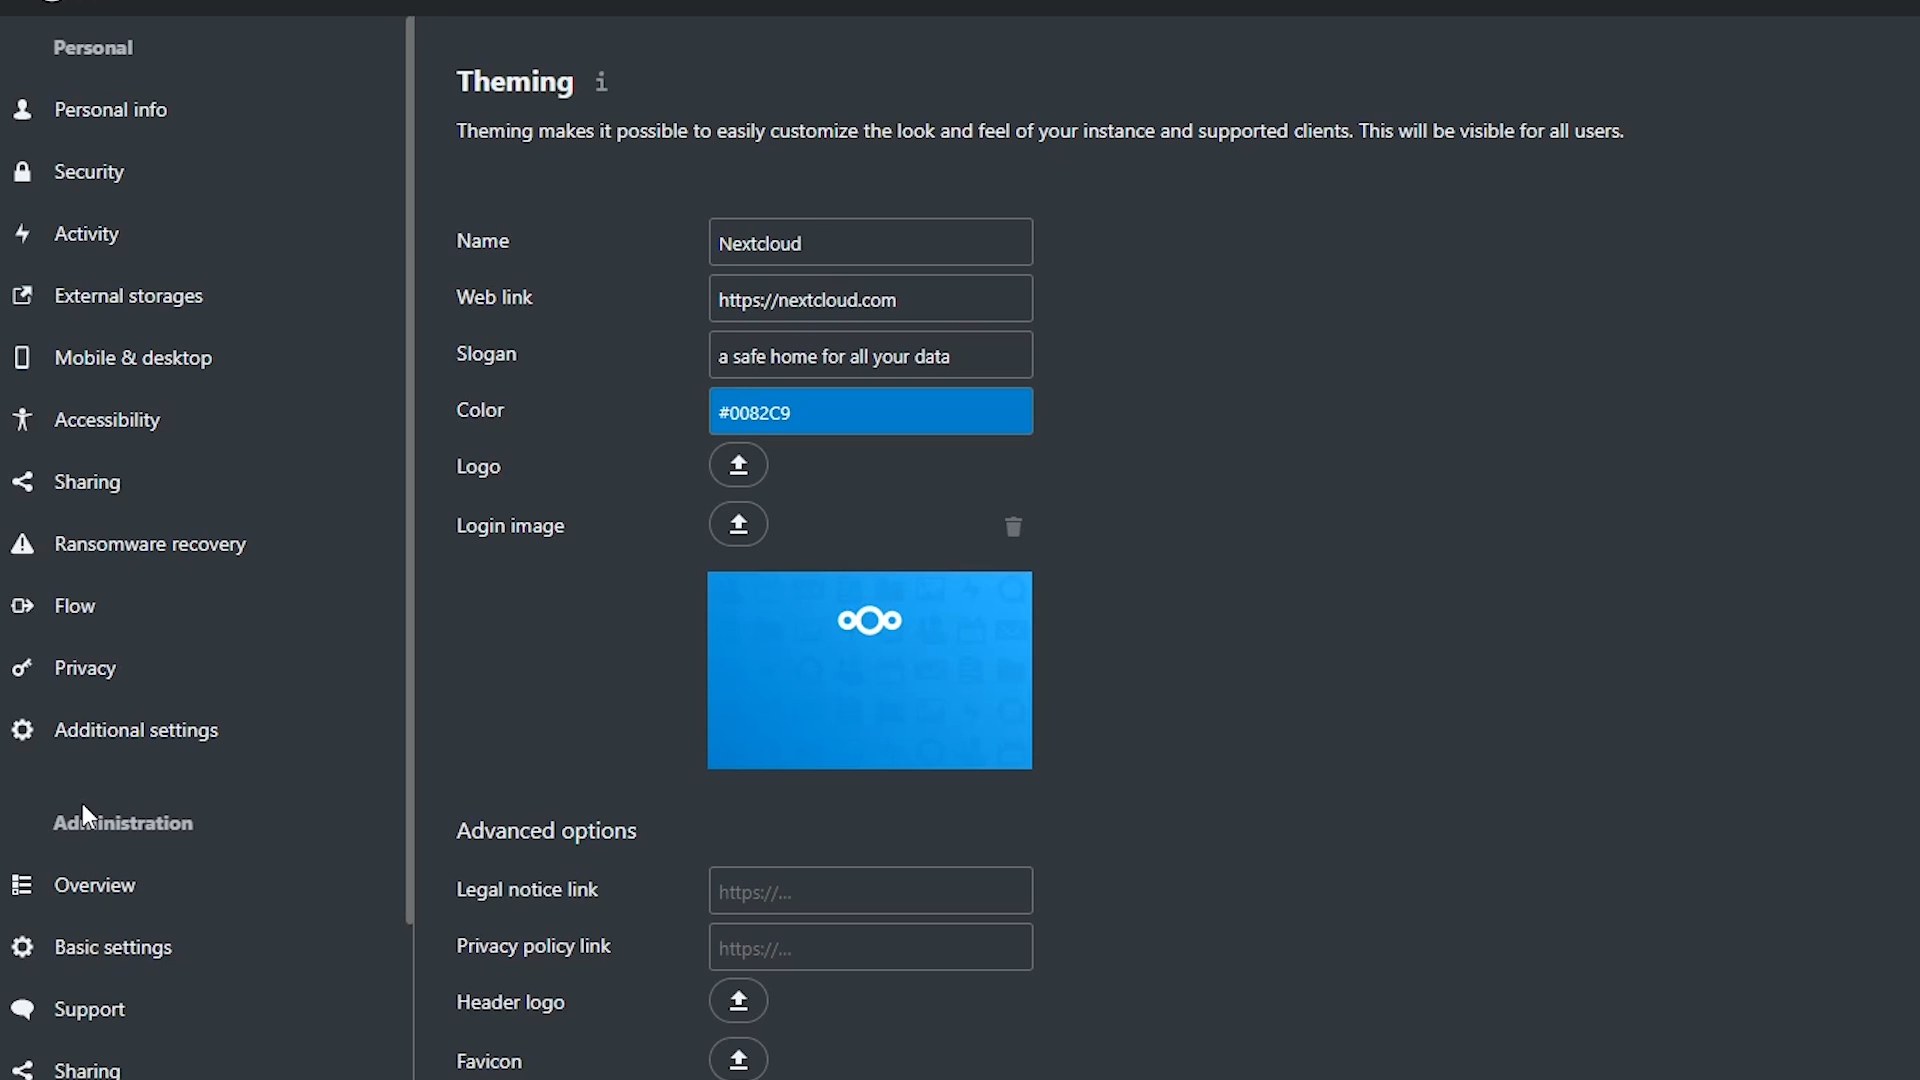 Personal
Personal info
Security
Activity
External storages
Mobile & desktop
Accessibility
Sharing
Ransomware recovery
Flow
Privacy
Additional settings
Administration
Overview
Basic settings
Support
Sharing
Theming
Theming makes it possible to easily customize the look and feel of your instance and supported clients. This will be visible for all users.
Name Nextcloud
Web link https://nextcloud.com
Slogan a safe home for all your data
Color #0082C9
Logo
Login image
Advanced options
Legal notice link https://...
Privacy policy link https://...
Header logo
Favicon